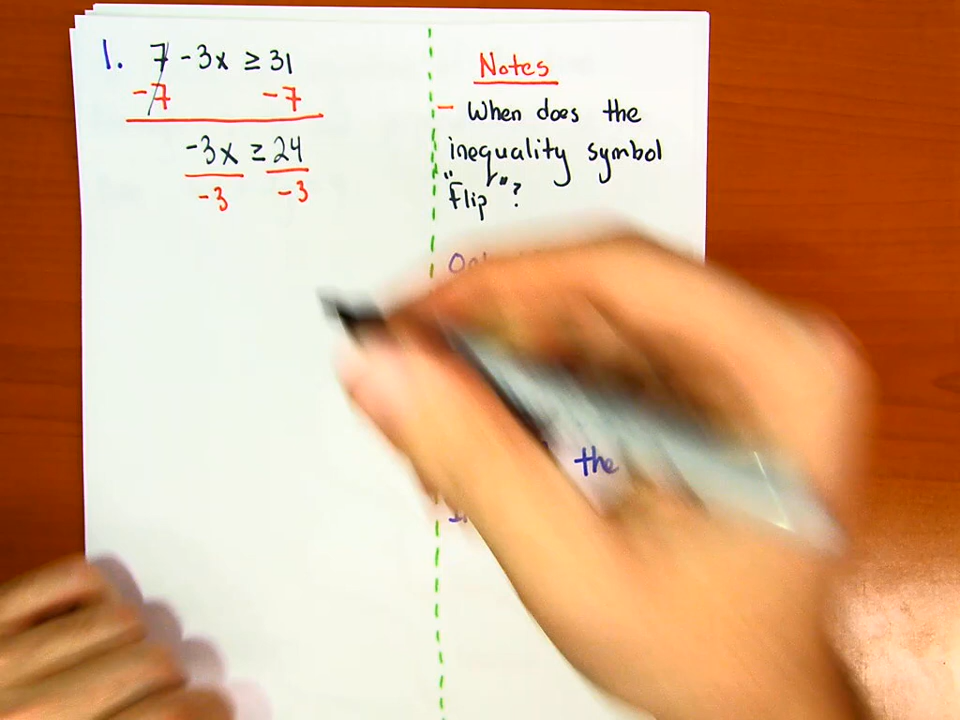 1. 7 -3x ≥ 31
-7 -7
-3x ≥ 24
-3 -3
Notes
- When does the
inequality symbol
"flip"?
the